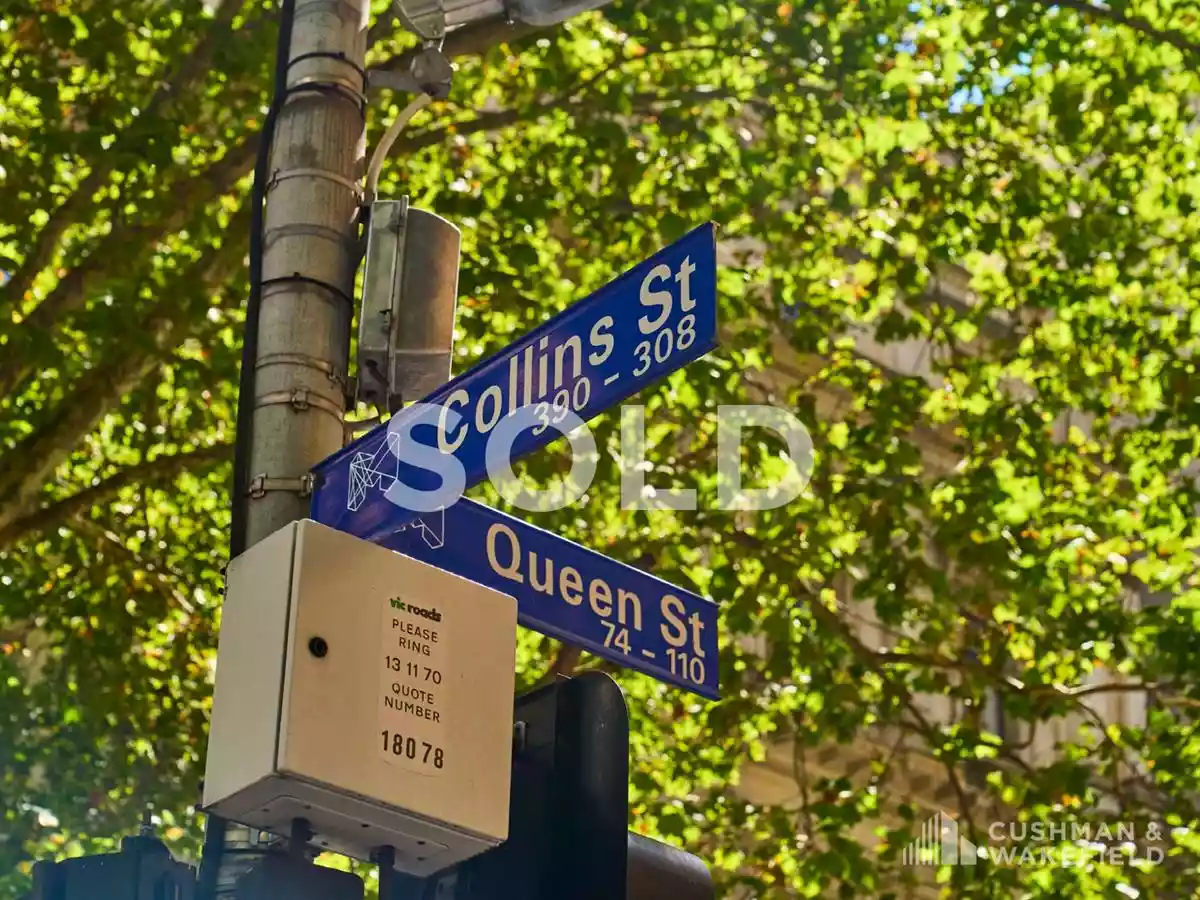 Collins St
390 - 308
SOLD
Queen St
74 - 110
vic roads
PLEASE
RING
13 11 70
QUOTE
NUMBER
18078
CUSHMAN &
WAKEFIELD